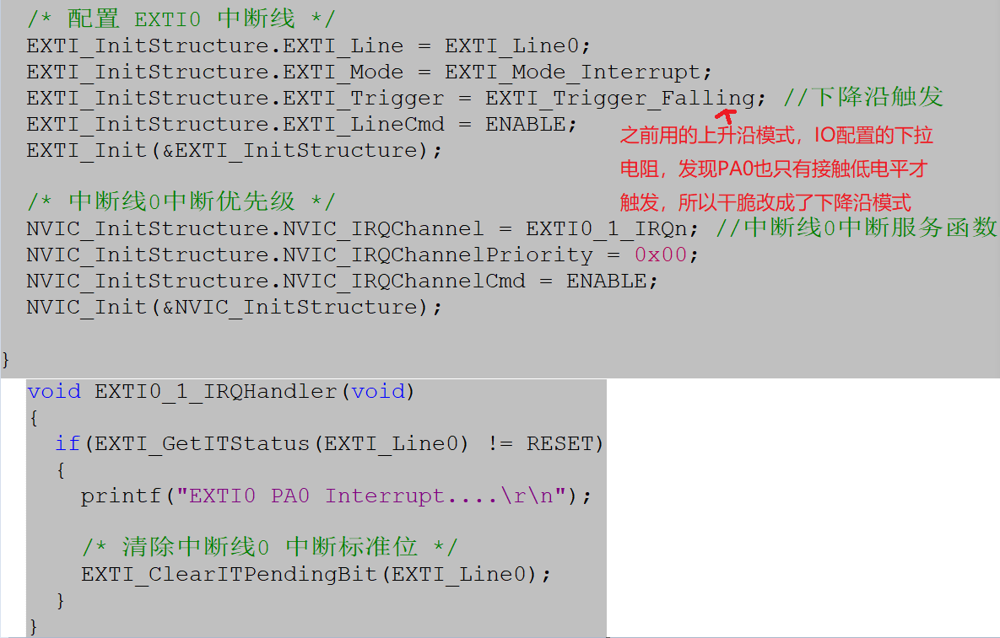 /* 配置 EXTI0 中断线 */
EXTI_InitStructure.EXTI_Line = EXTI_Line0;
EXTI_InitStructure.EXTI_Mode = EXTI_Mode_Interrupt;
EXTI_InitStructure.EXTI_Trigger = EXTI_Trigger_Falling; //下降沿触发
EXTI_InitStructure.EXTI_LineCmd = ENABLE;
EXTI_Init(&EXTI_InitStructure);
之前用的上升沿模式，IO配置的下拉
电阻，发现PA0也只有接触低电平才
触发，所以干脆改成了下降沿模式
/* 中断线0中断优先级 */
NVIC_InitStructure.NVIC_IRQChannel = EXTI0_1_IRQn; //中断线0中断服务函数
NVIC_InitStructure.NVIC_IRQChannelPriority = 0x00;
NVIC_InitStructure.NVIC_IRQChannelCmd = ENABLE;
NVIC_Init(&NVIC_InitStructure);
}
void EXTI0_1_IRQHandler(void)
{
if(EXTI_GetITStatus(EXTI_Line0) != RESET)
{
printf("EXTI0 PA0 Interrupt....\r\n");
/* 清除中断线0 中断标准位 */
EXTI_ClearITPendingBit(EXTI_Line0);
}
}